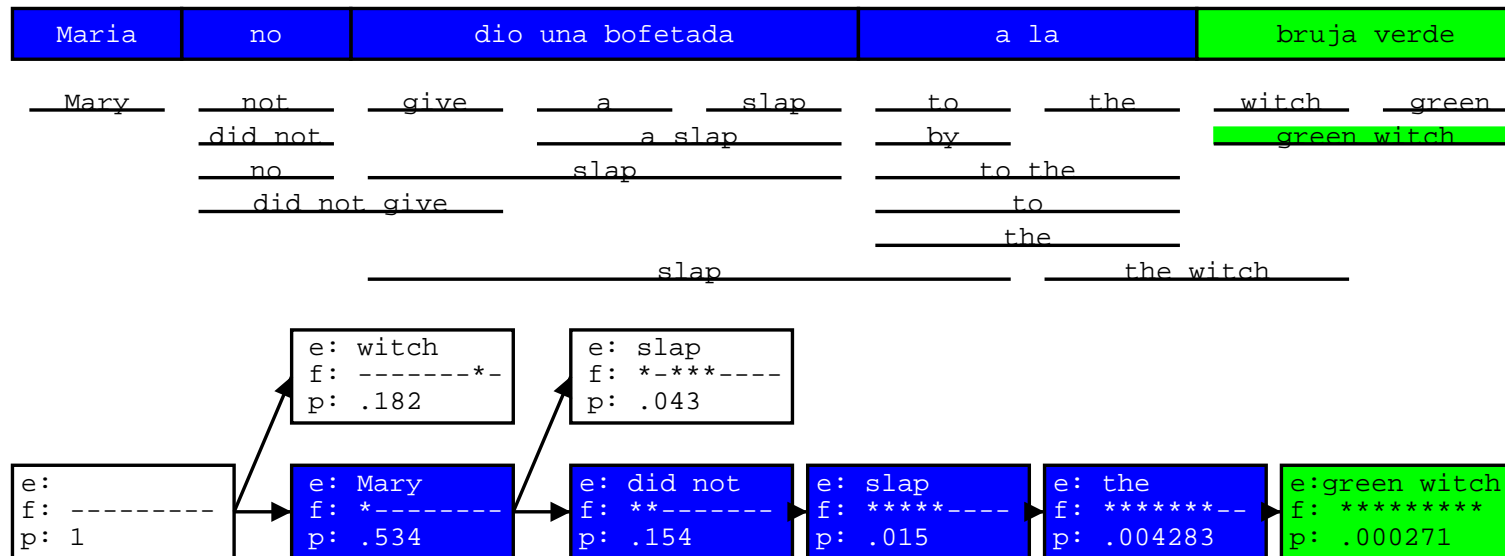 Maria no dio una bofetada a la bruja verde
Mary not give a slap to the witch green
did not a slap by green witch
no slap to the
did not give to
the
slap the witch
e: witch e: slap
f: -------*- f: *-***----
p: .182 p: .043
e: e: Mary e: did not e: slap e: the e:green witch
f: --------- f: *-------- f: **------- f: *****---- f: *******-- f: *********
p: 1 p: .534 p: .154 p: .015 p: .004283 p: .000271